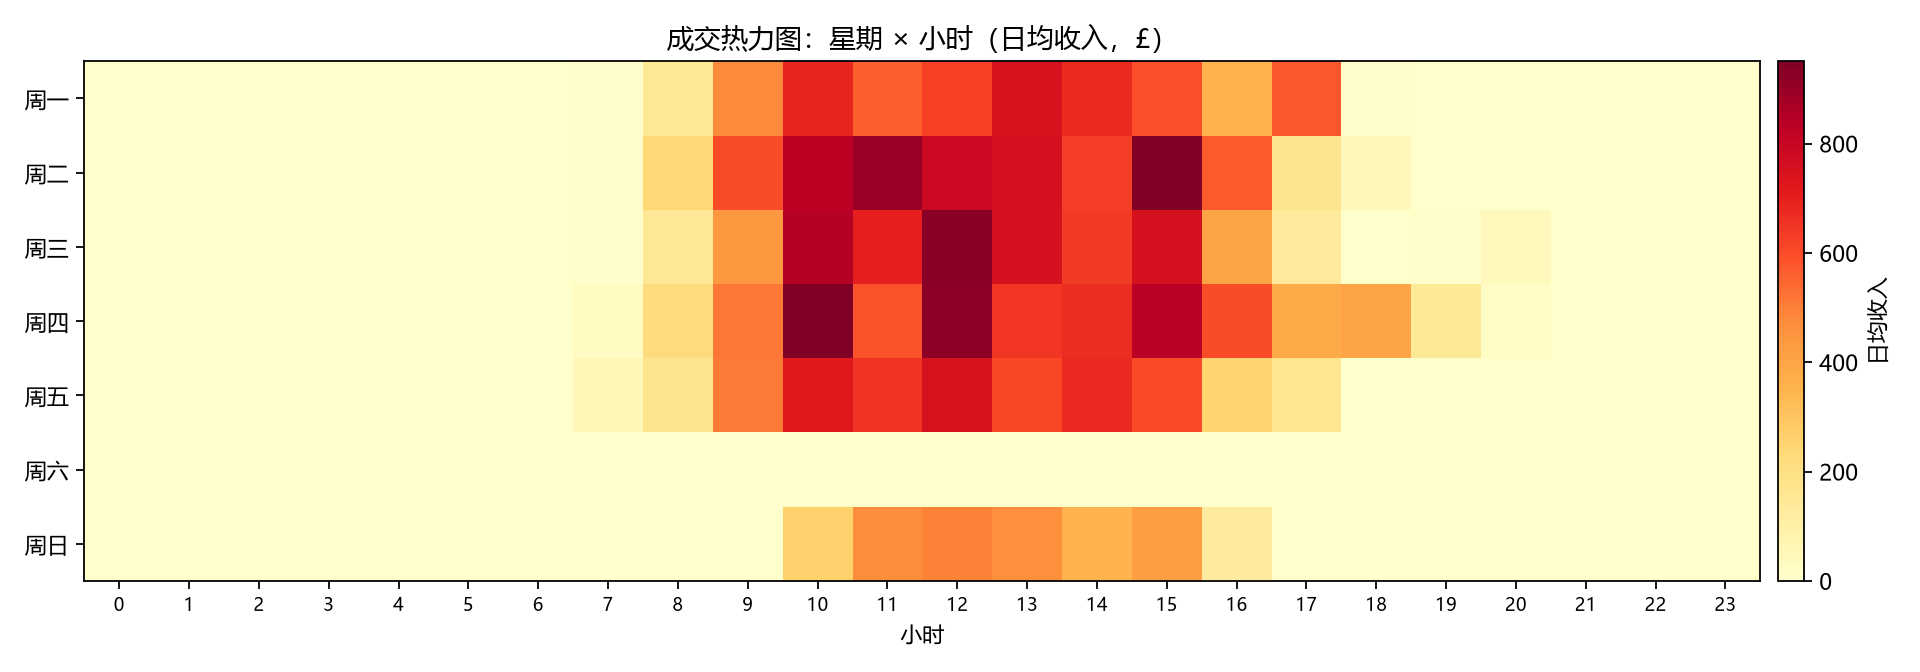 成交热力图：星期 × 小时（日均收入，£）
周一
周二
周三
周四
周五
周六
周日
0 1 2 3 4 5 6 7 8 9 10 11 12 13 14 15 16 17 18 19 20 21 22 23
小时
800
600
400
200
0
日均收入